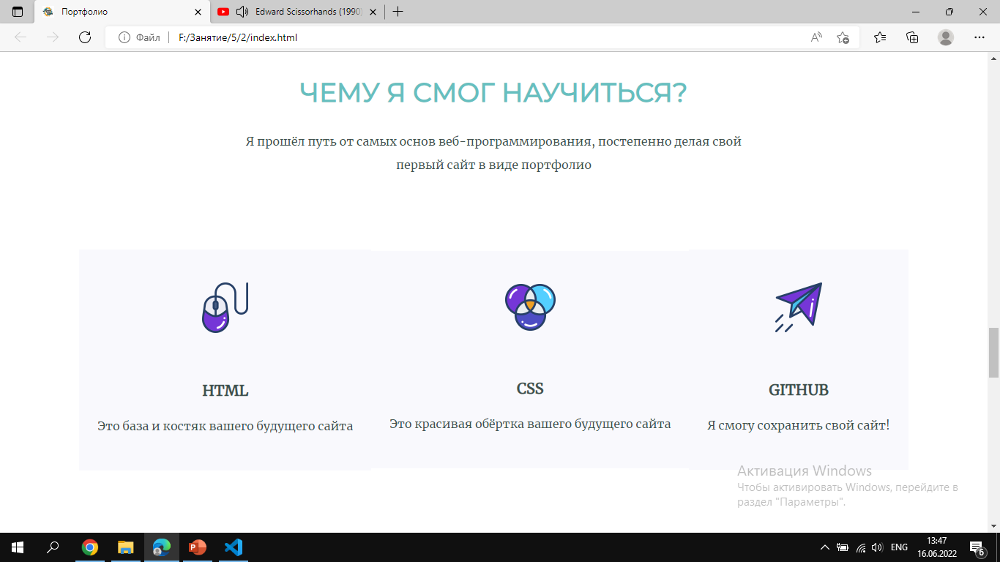 Портфолио
Edward Scissorhands (1990)
Файл
F:/Занятие/5/2/index.html
ЧЕМУ Я СМОГ НАУЧИТЬСЯ?
Я прошёл путь от самых основ веб-программирования, постепенно делая свой
первый сайт в виде портфолио
HTML
CSS
GITHUB
Это база и костяк вашего будущего сайта
Это красивая обёртка вашего будущего сайта
Я смогу сохранить свой сайт!
Активация Windows
Чтобы активировать Windows, перейдите в
раздел "Параметры".
ENG
13:47
16.06.2022
6